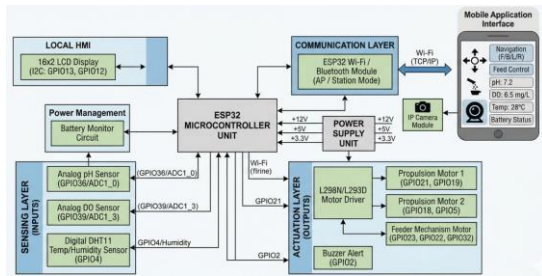 LOCAL HMI
16x2 LCD Display
(I2C: GPIO13, GPIO12)
COMMUNICATION LAYER
ESP32 Wi-Fi /
Bluetooth Module
(AP / Station Mode)
Wi-Fi
(TCP/IP)
Mobile Application
Interface
Navigation
(F/B/L/R)
Feed Control
pH: 7.2
DO: 6.5 mg/L
Temp: 28°C
Battery Status
IP Camera
Module
Power Management
Battery Monitor
Circuit
ESP32
MICROCONTROLLER
UNIT
+12V
+5V
+3.3V
POWER
SUPPLY
UNIT
+12V
+5V
+3.3V
SENSING LAYER
(INPUTS)
Analog pH Sensor
(GPIO36/ADC1_0)
Analog DO Sensor
(GPIO39/ADC1_3)
Digital DHT11
Temp/Humidity Sensor
(GPIO4)
(GPIO36/ADC1_0)
(GPIO39/ADC1_3)
GPIO4/Humidity
Wi-Fi
(firine)
GPIO21
GPIO2
ACTUATION LAYER
(OUTPUTS)
L298N/L293D
Motor Driver
Buzzer Alert
(GPIO2)
Propulsion Motor 1
(GPIO21, GPIO19)
Propulsion Motor 2
(GPIO18, GPIO5)
Feeder Mechanism Motor
(GPIO23, GPIO22, GPIO32)